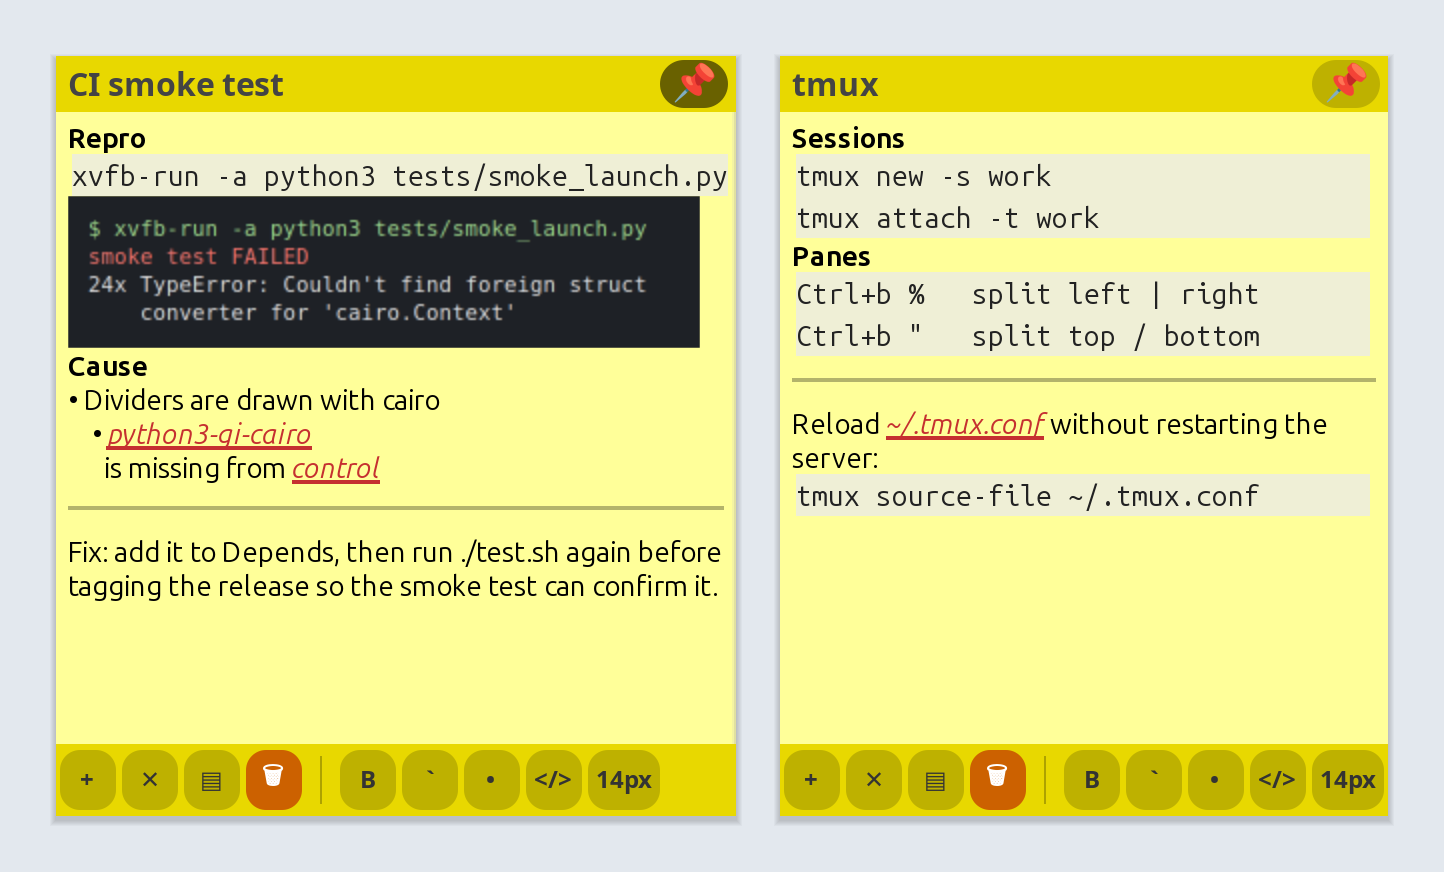 CI smoke test
Repro
xvfb-run -a python3 tests/smoke_launch.py
$ xvfb-run -a python3 tests/smoke_launch.py
smoke test FAILED
24x TypeError: Couldn't find foreign struct
    converter for 'cairo.Context'
Cause
• Dividers are drawn with cairo
• python3-gi-cairo
is missing from control
Fix: add it to Depends, then run ./test.sh again before
tagging the release so the smoke test can confirm it.
+ ✕ ▤ B ` • </> 14px
tmux
Sessions
tmux new -s work
tmux attach -t work
Panes
Ctrl+b %   split left | right
Ctrl+b "   split top / bottom
Reload ~/.tmux.conf without restarting the
server:
tmux source-file ~/.tmux.conf
+ ✕ ▤ B ` • </> 14px